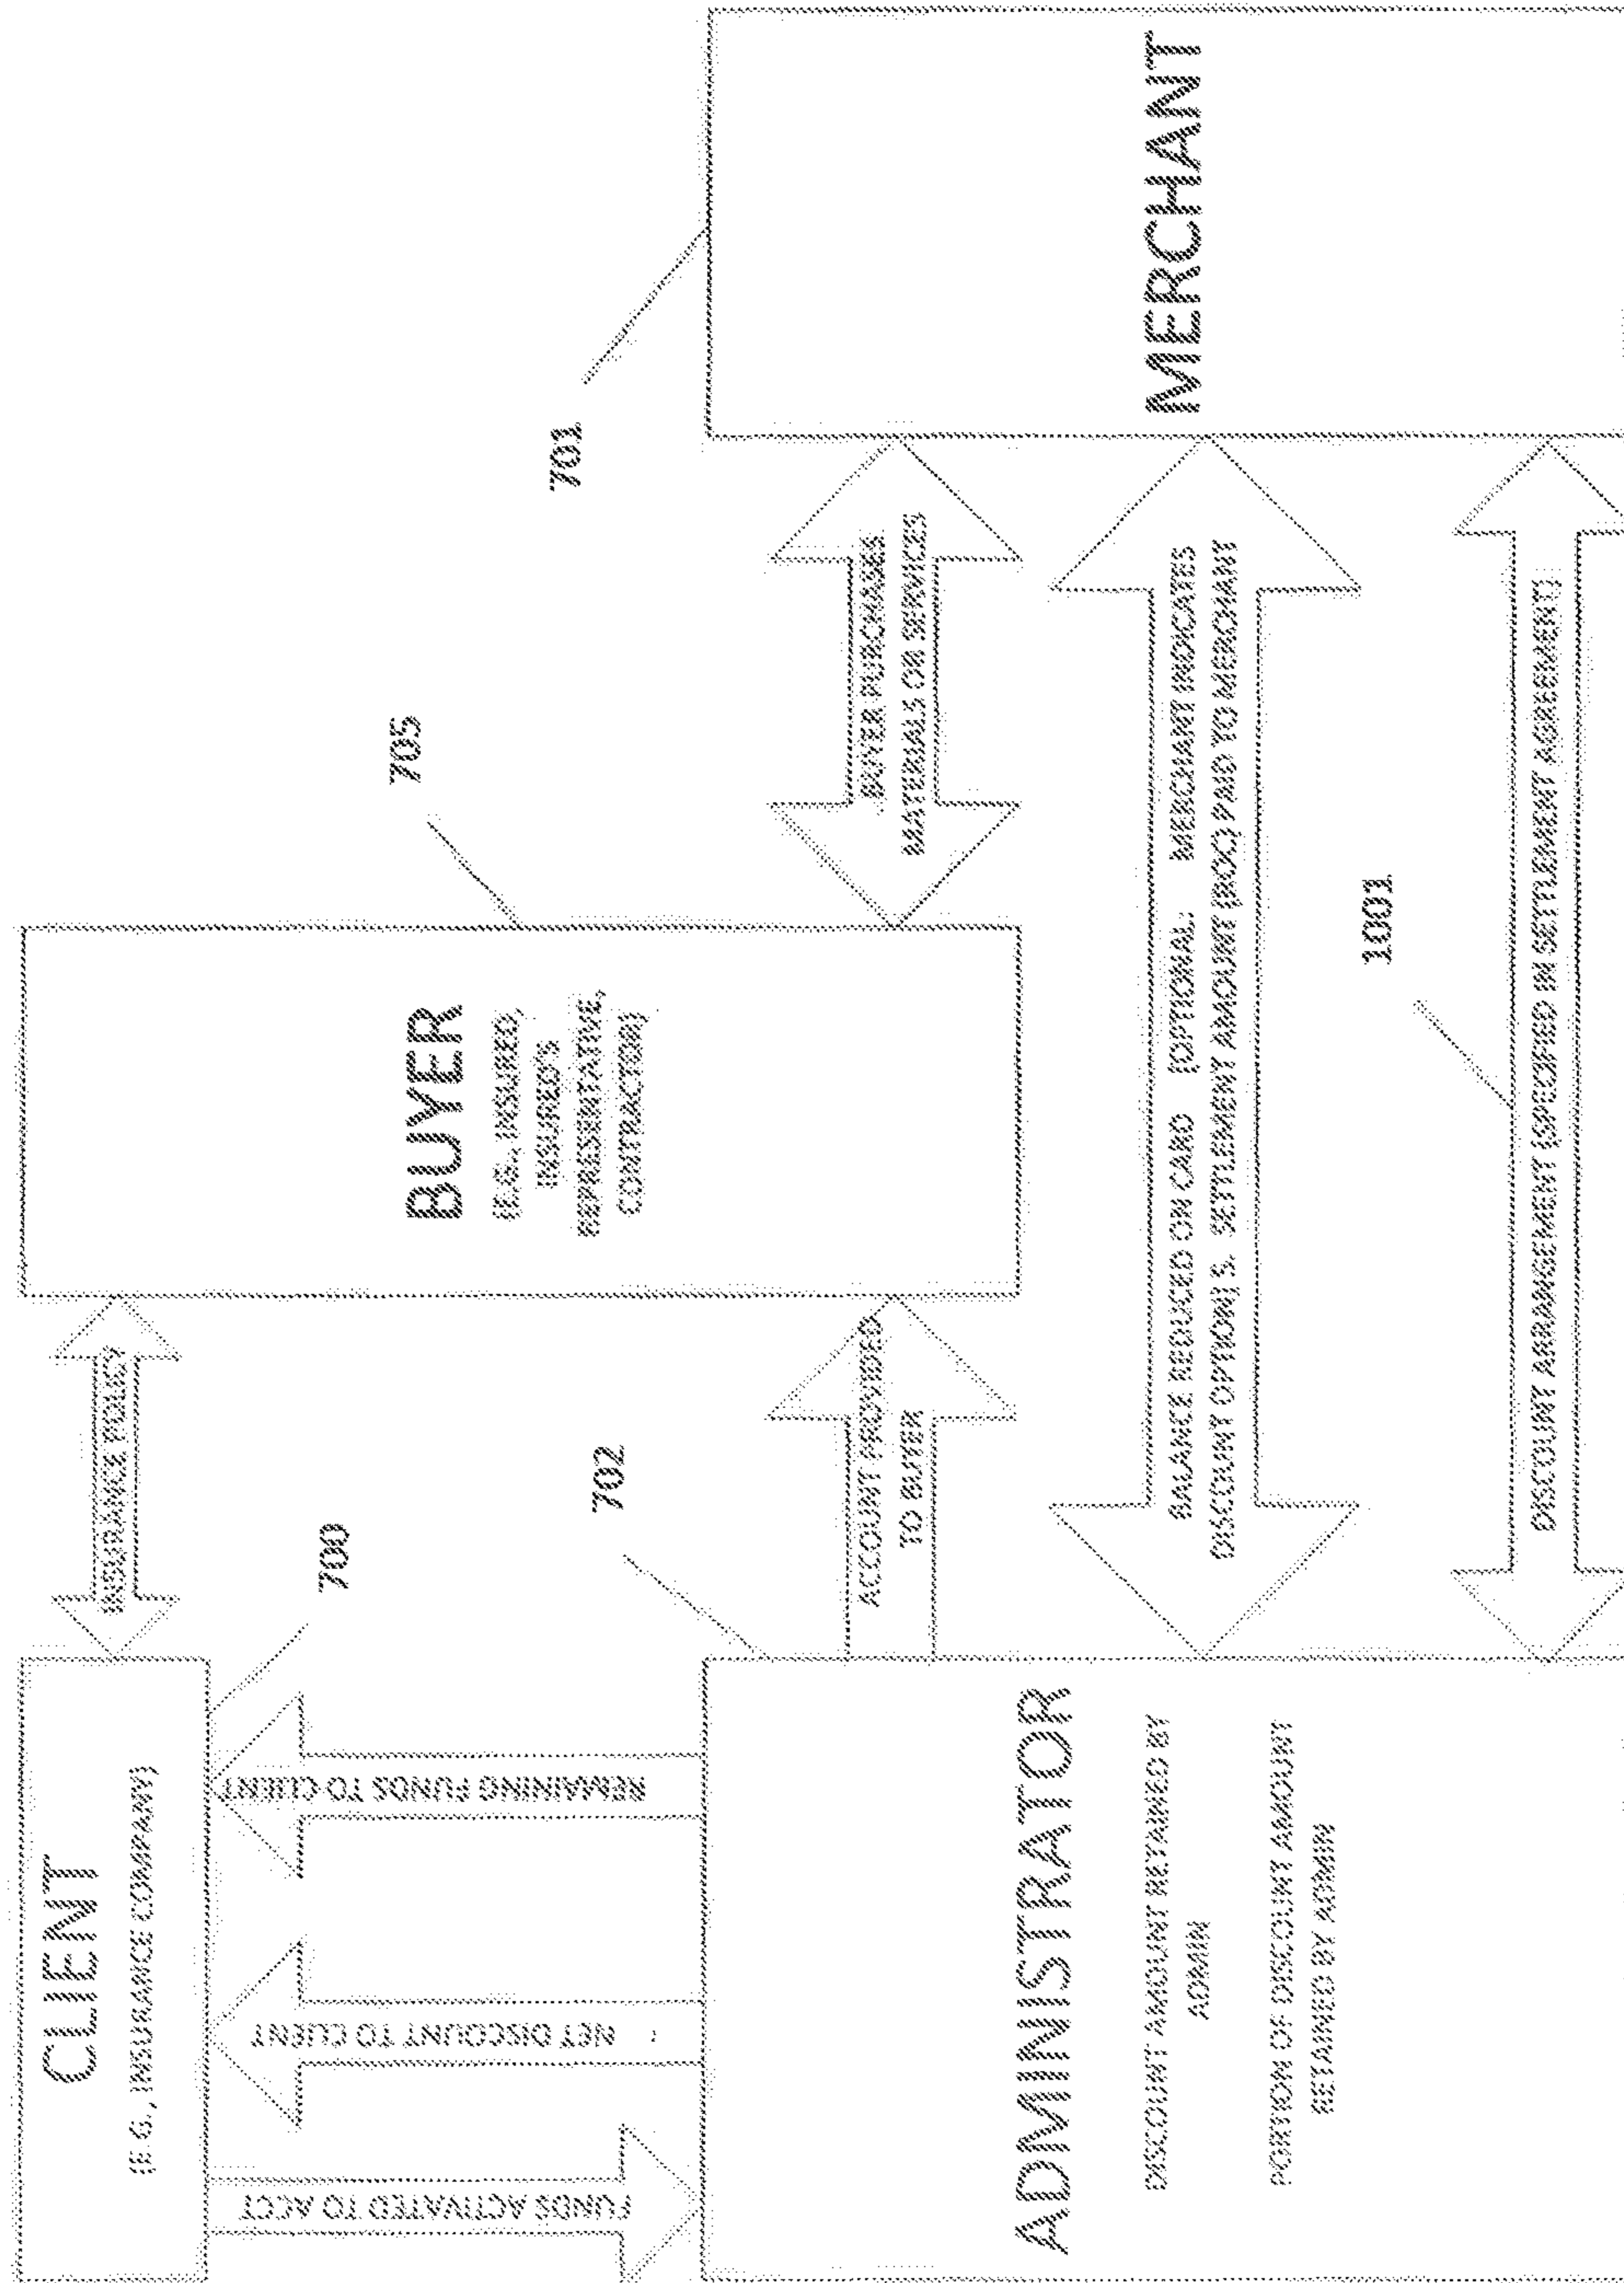 CLIENT
(E.G., INSURANCE COMPANY)
INSURANCE POLICY
700
FUNDS ACTIVATED TO ACCT
NET DISCOUNT TO CLIENT
REMAINING FUNDS TO CLIENT
BUYER
(E.G., INSURED,
INSURED'S
REPRESENTATIVE,
CONTRACTOR)
705
702
ACCOUNT PROVIDED
TO BUYER
BUYER PURCHASES
MATERIALS OR SERVICES
701
MERCHANT
ADMINISTRATOR
DISCOUNT AMOUNT RETAINED BY
ADMIN
PORTION OF DISCOUNT AMOUNT
RETAINED BY ADMIN
BALANCE REDUCED ON CARD (OPTIONAL: MERCHANT INDICATES
DISCOUNT OPTION) 5. SETTLEMENT AMOUNT (BOC) PAID TO MERCHANT
1001
DISCOUNT ARRANGEMENT (SPECIFIED IN SETTLEMENT AGREEMENT)